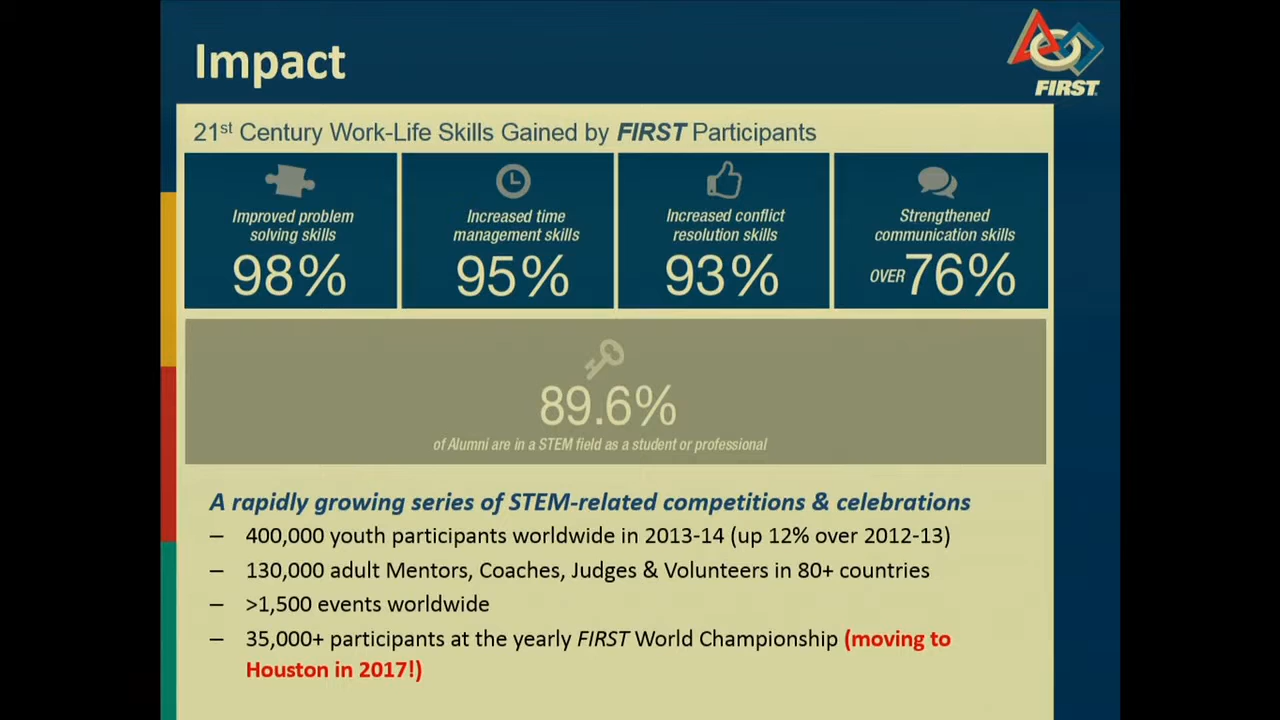 Impact
FIRST
21st Century Work-Life Skills Gained by FIRST Participants
Improved problem
solving skills
98%
Increased time
management skills
95%
Increased conflict
resolution skills
93%
Strengthened
communication skills
OVER 76%
89.6%
of Alumni are in a STEM field as a student or professional
A rapidly growing series of STEM-related competitions & celebrations
– 400,000 youth participants worldwide in 2013-14 (up 12% over 2012-13)
– 130,000 adult Mentors, Coaches, Judges & Volunteers in 80+ countries
– >1,500 events worldwide
– 35,000+ participants at the yearly FIRST World Championship (moving to
Houston in 2017!)